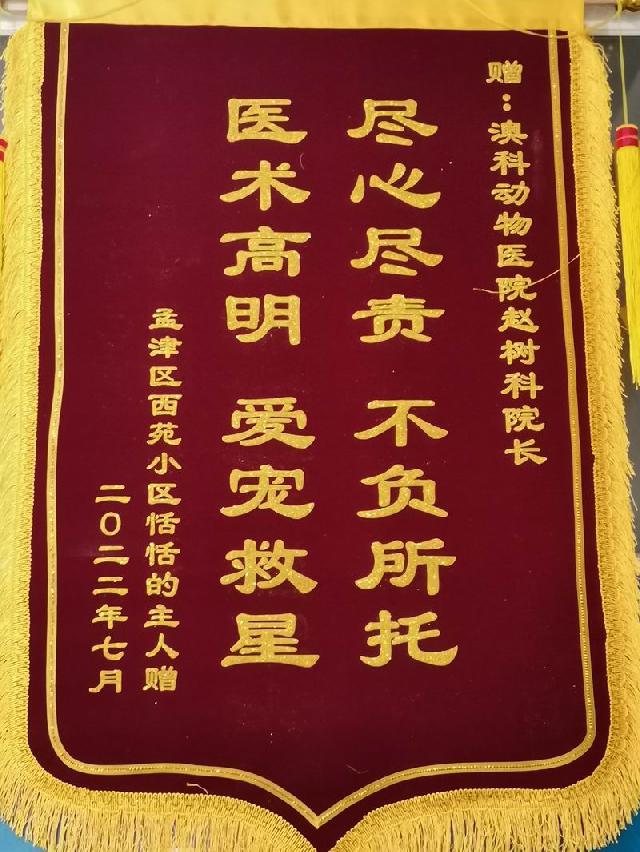 赠：澳科动物医院赵树科院长
尽心尽责 不负所托
医术高明 爱宠救星
孟津区西苑小区恬恬的主人赠
二〇二二年七月